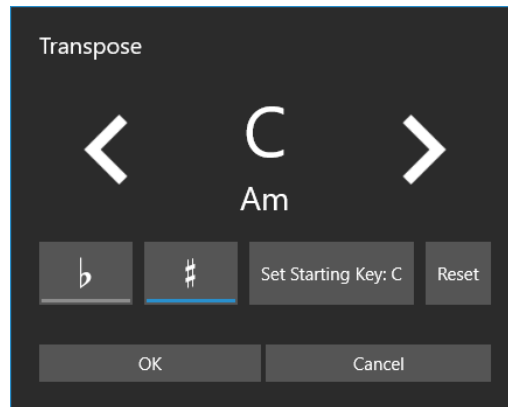 Transpose
C
Am
♭ ♯ Set Starting Key: C Reset
OK Cancel